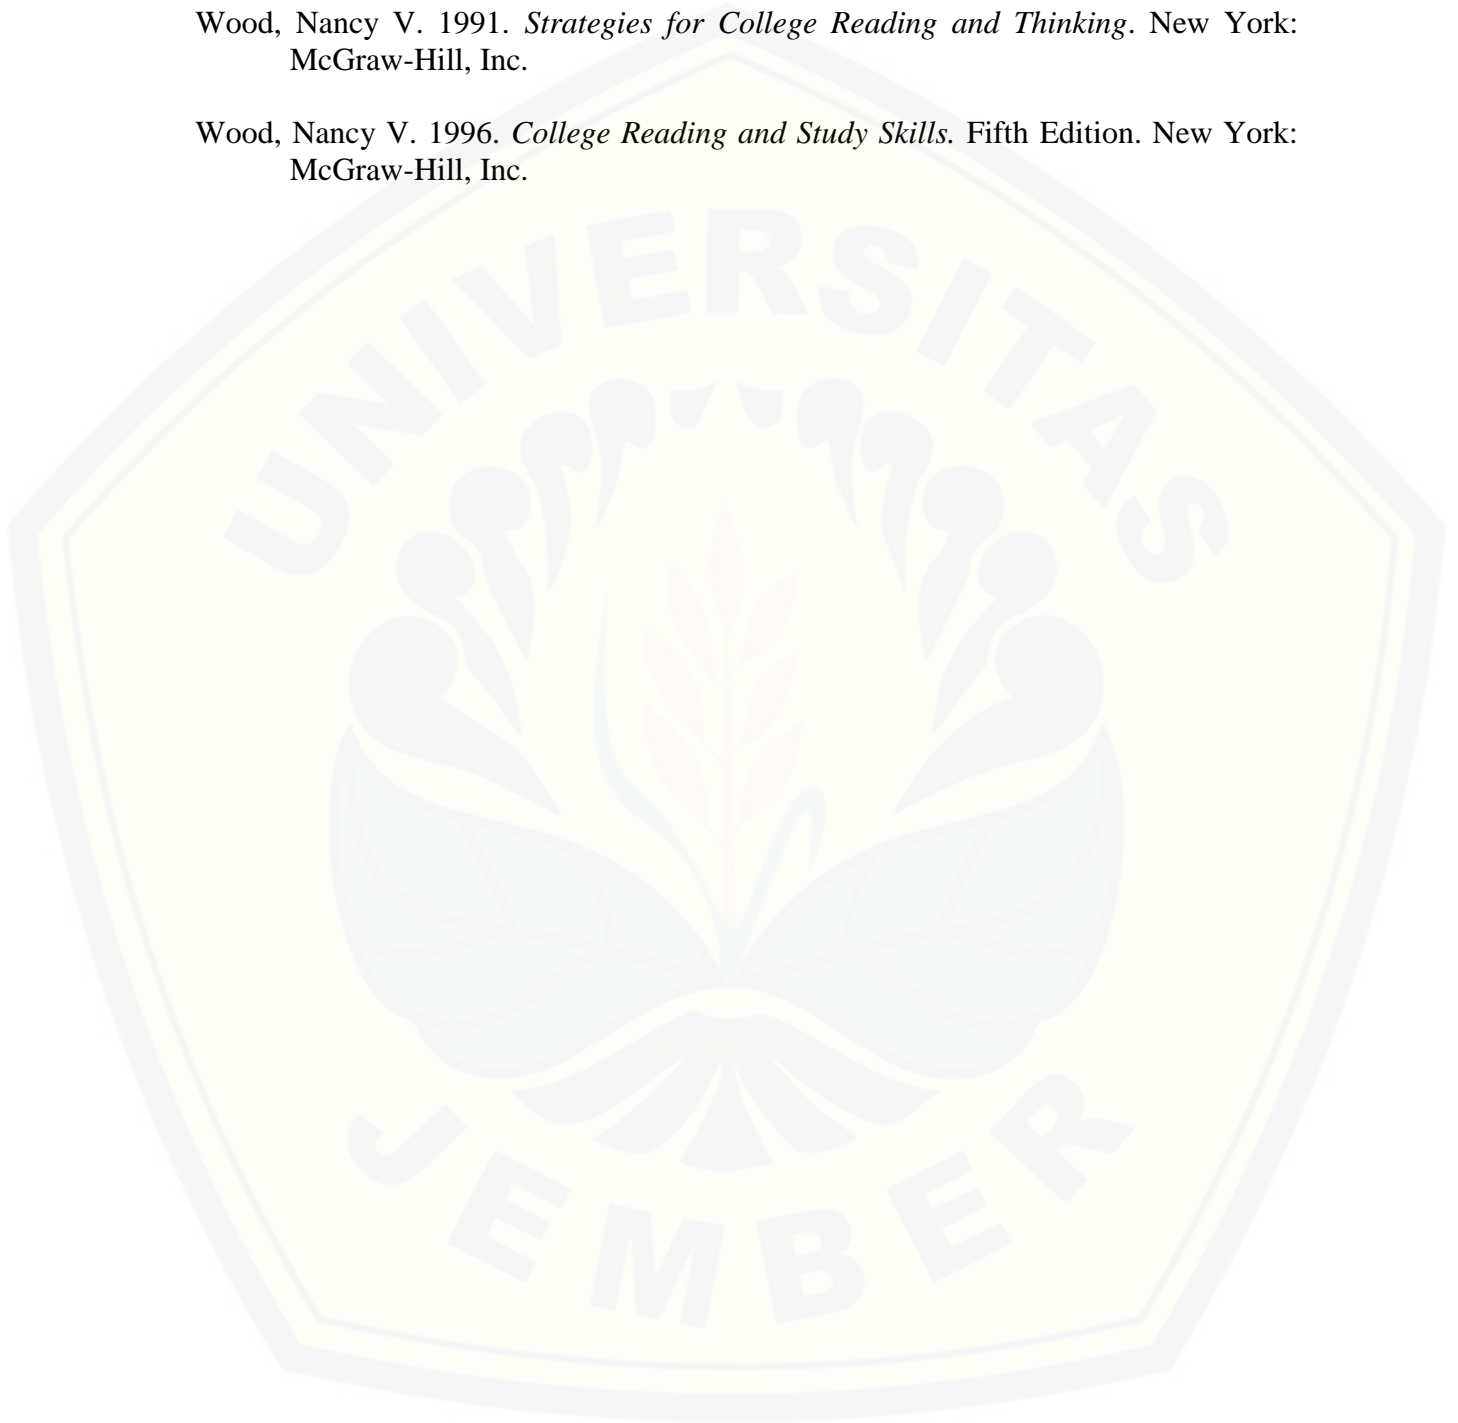 Wood, Nancy V. 1991. Strategies for College Reading and Thinking. New York:
McGraw-Hill, Inc.
Wood, Nancy V. 1996. College Reading and Study Skills. Fifth Edition. New York:
McGraw-Hill, Inc.
UNIVERSITAS
JEMBER